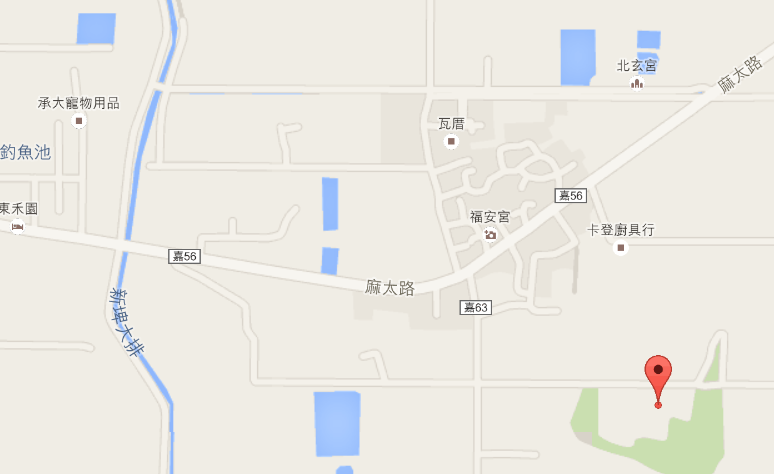 北玄宮
麻太路
承大寵物用品
瓦厝
釣魚池
嘉56
東禾園
福安宮
卡登廚具行
嘉56
麻太路
嘉63
新埤大排